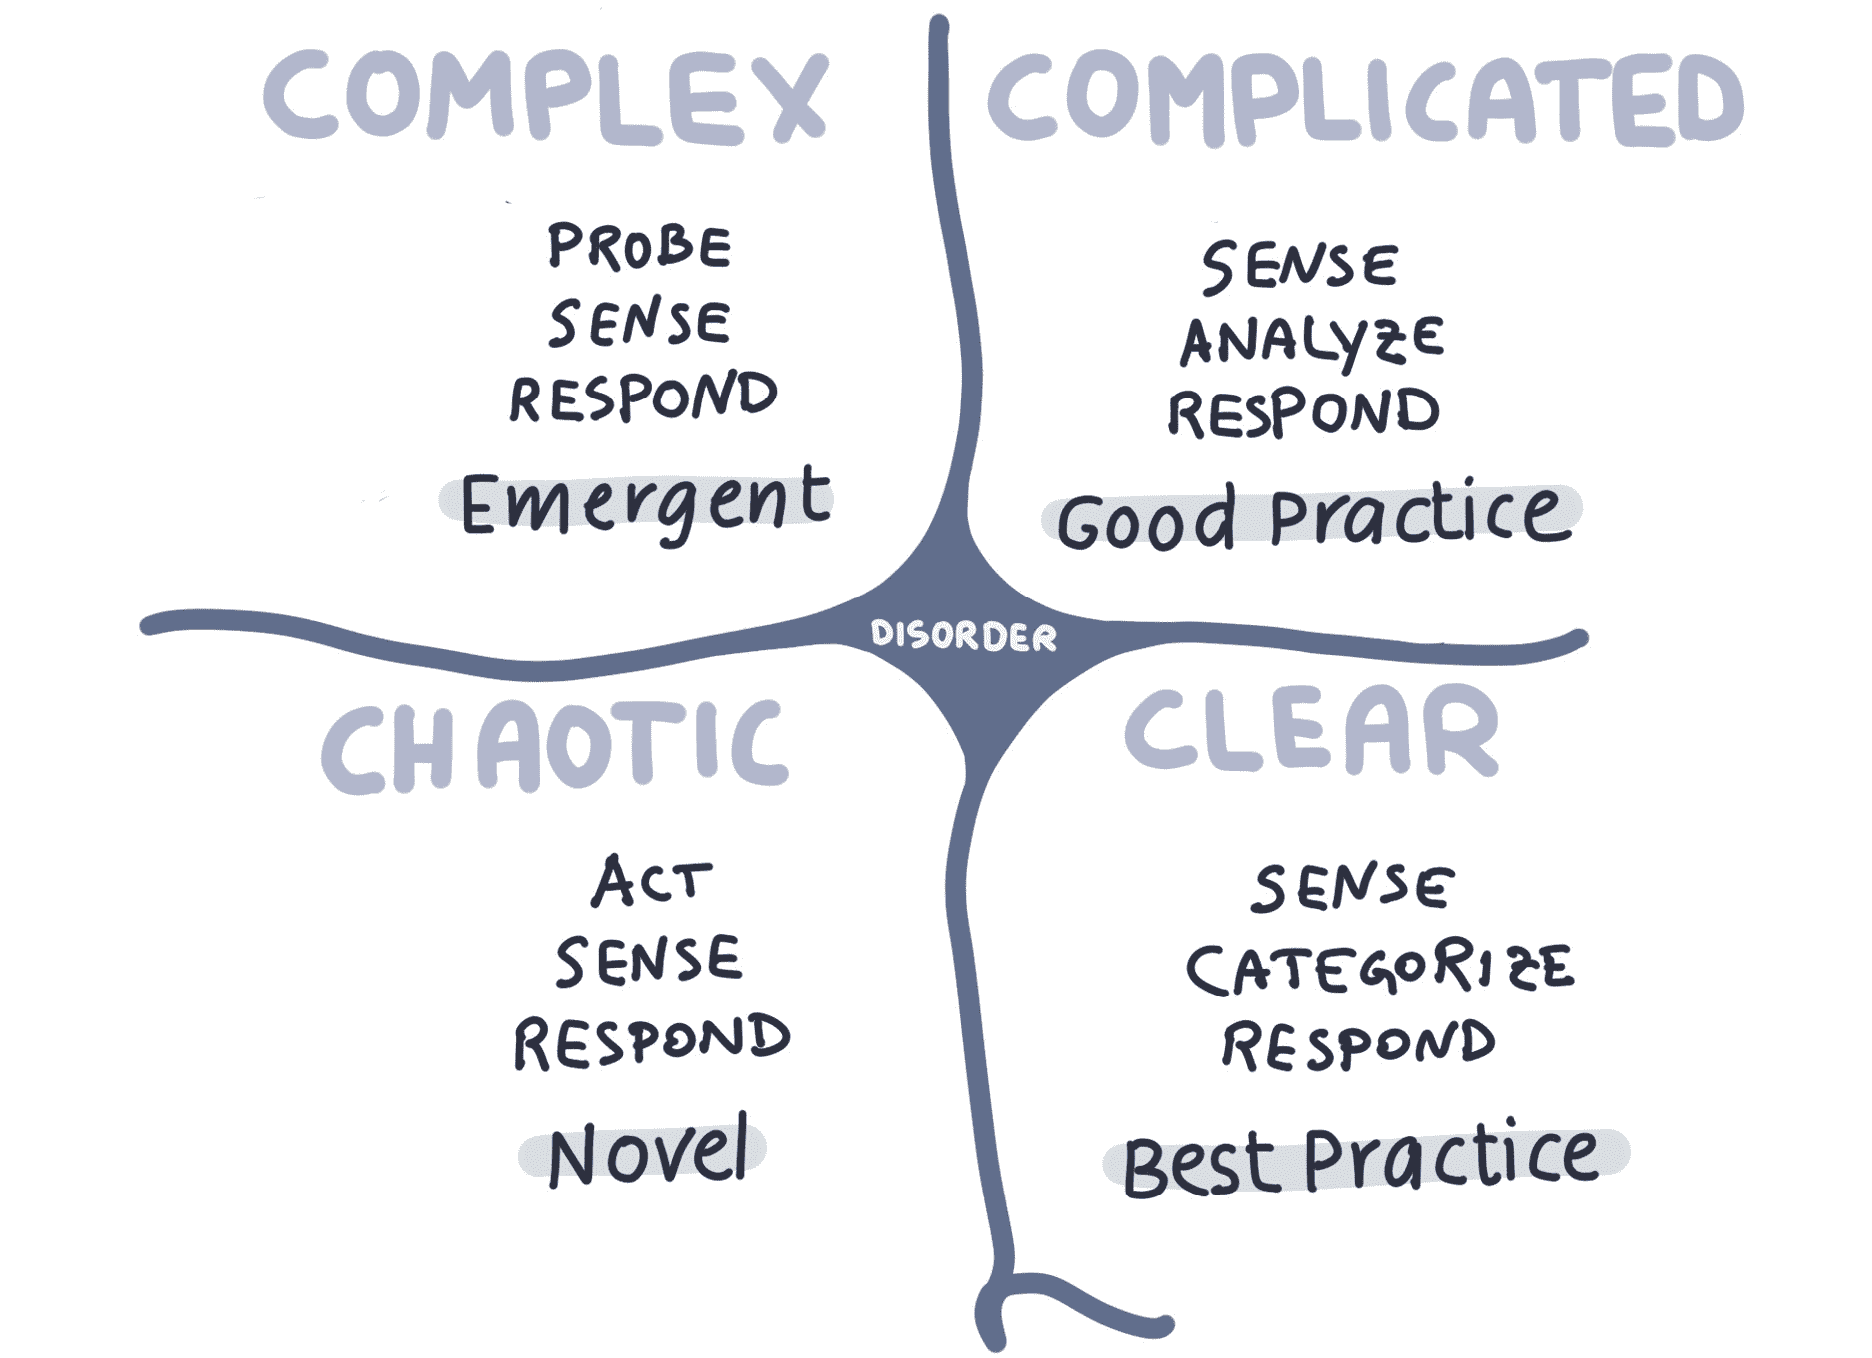 COMPLEX
PROBE
SENSE
RESPOND
Emergent
COMPLICATED
SENSE
ANALYZE
RESPOND
Good Practice
DISORDER
CHAOTIC
ACT
SENSE
RESPOND
Novel
CLEAR
SENSE
CATEGORIZE
RESPOND
Best Practice